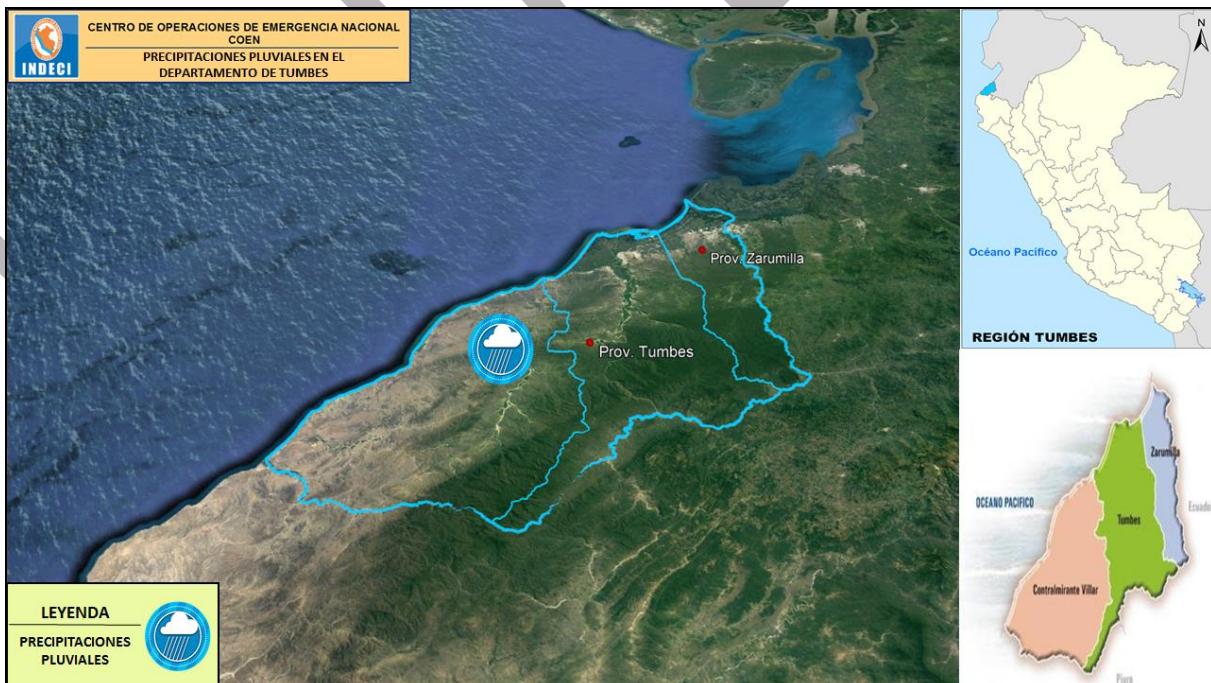 INDECI
CENTRO DE OPERACIONES DE EMERGENCIA NACIONAL
COEN
PRECIPITACIONES PLUVIALES EN EL
DEPARTAMENTO DE TUMBES
N
Prov. Zarumilla
Prov. Tumbes
Océano Pacífico
REGIÓN TUMBES
OCEANO PACIFICO
Zarumilla
Tumbes
Ecuador
Contralmirante Villar
Piura
LEYENDA
PRECIPITACIONES
PLUVIALES